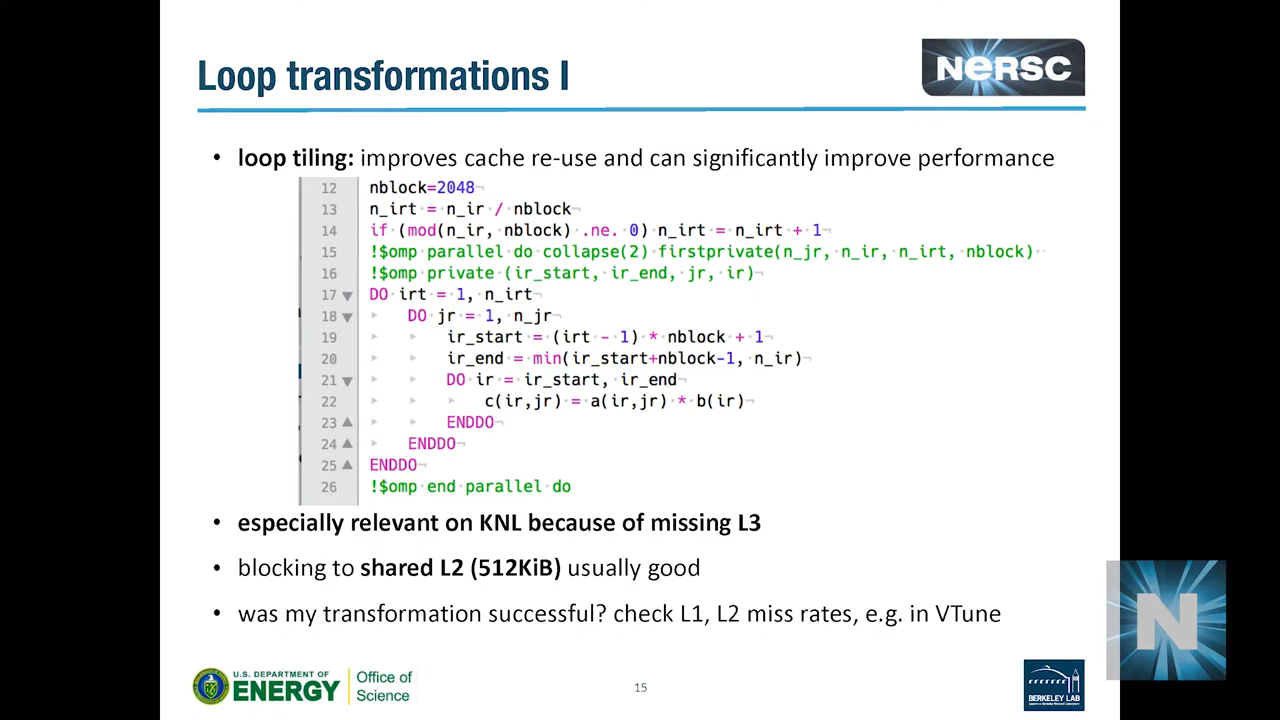 Loop transformations I
NERSC
• loop tiling: improves cache re-use and can significantly improve performance
12 nblock=2048¬
13 n_irt = n_ir / nblock¬
14 if (mod(n_ir, nblock) .ne. 0) n_irt = n_irt + 1¬
15 !$omp parallel do collapse(2) firstprivate(n_jr, n_ir, n_irt, nblock)
16 !$omp private (ir_start, ir_end, jr, ir)¬
17 DO irt = 1, n_irt¬
18 DO jr = 1, n_jr¬
19 ir_start = (irt - 1) * nblock + 1¬
20 ir_end = min(ir_start+nblock-1, n_ir)¬
21 DO ir = ir_start, ir_end¬
22 c(ir,jr) = a(ir,jr) * b(ir)¬
23 ENDDO¬
24 ENDDO¬
25 ENDDO¬
26 !$omp end parallel do
• especially relevant on KNL because of missing L3
• blocking to shared L2 (512KiB) usually good
• was my transformation successful? check L1, L2 miss rates, e.g. in VTune
N
U.S. DEPARTMENT OF
ENERGY
Office of
Science
15
BERKELEY LAB